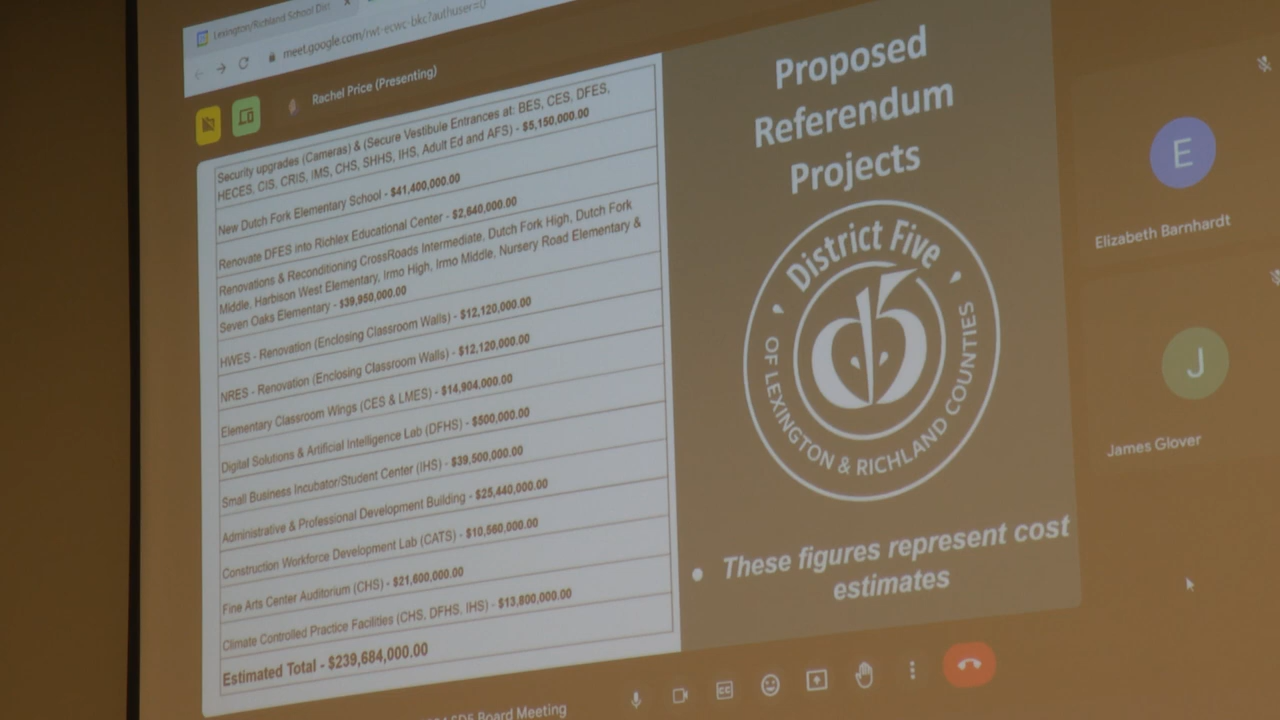 Lexington/Richland School Dist
meet.google.com/rwt-ecwc-bkc?authuser=0
Rachel Price (Presenting)
Security upgrades (Cameras) & (Secure Vestibule Entrances at: BES, CES, DFES,
HECES, CIS, CRIS, IMS, CHS, SHHS, IHS, Adult Ed and AFS) - $5,150,000.00
New Dutch Fork Elementary School - $41,400,000.00
Renovate DFES into Richlex Educational Center - $2,640,000.00
Renovations & Reconditioning CrossRoads Intermediate, Dutch Fork High, Dutch Fork
Middle, Harbison West Elementary, Irmo High, Irmo Middle, Nursery Road Elementary &
Seven Oaks Elementary - $39,950,000.00
HWES - Renovation (Enclosing Classroom Walls) - $12,120,000.00
NRES - Renovation (Enclosing Classroom Walls) - $12,120,000.00
Elementary Classroom Wings (CES & LMES) - $14,904,000.00
Digital Solutions & Artificial Intelligence Lab (DFHS) - $500,000.00
Small Business Incubator/Student Center (IHS) - $39,500,000.00
Administrative & Professional Development Building - $25,440,000.00
Construction Workforce Development Lab (CATS) - $10,560,000.00
Fine Arts Center Auditorium (CHS) - $21,600,000.00
Climate Controlled Practice Facilities (CHS, DFHS, IHS) - $13,800,000.00
Estimated Total - $239,684,000.00
Proposed
Referendum
Projects
District Five
d5
OF LEXINGTON & RICHLAND COUNTIES
• These figures represent cost
estimates
E
Elizabeth Barnhardt
J
James Glover
Board Meeting
CC